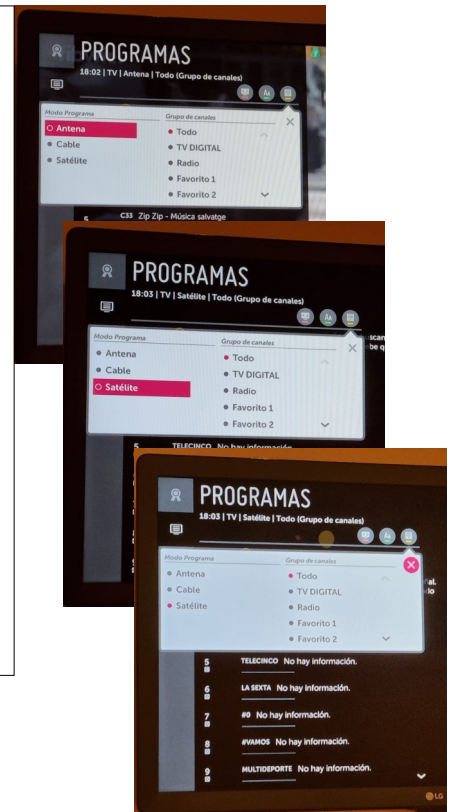 PROGRAMAS
18:02 | TV | Antena | Todo (Grupo de canales)
Modo Programa
Antena
Cable
Satélite
Grupo de canales
Todo
TV DIGITAL
Radio
Favorito 1
Favorito 2
5 C33 Zip Zip - Música salvatge
PROGRAMAS
18:03 | TV | Satélite | Todo (Grupo de canales)
Modo Programa
Antena
Cable
Satélite
Grupo de canales
Todo
TV DIGITAL
Radio
Favorito 1
Favorito 2
5 TELECINCO No hay información.
PROGRAMAS
18:03 | TV | Satélite | Todo (Grupo de canales)
Modo Programa
Antena
Cable
Satélite
Grupo de canales
Todo
TV DIGITAL
Radio
Favorito 1
Favorito 2
5 TELECINCO No hay información.
6 LA SEXTA No hay información.
7 #0 No hay información.
8 #VAMOS No hay información.
9 MULTIDEPORTE No hay información.
LG